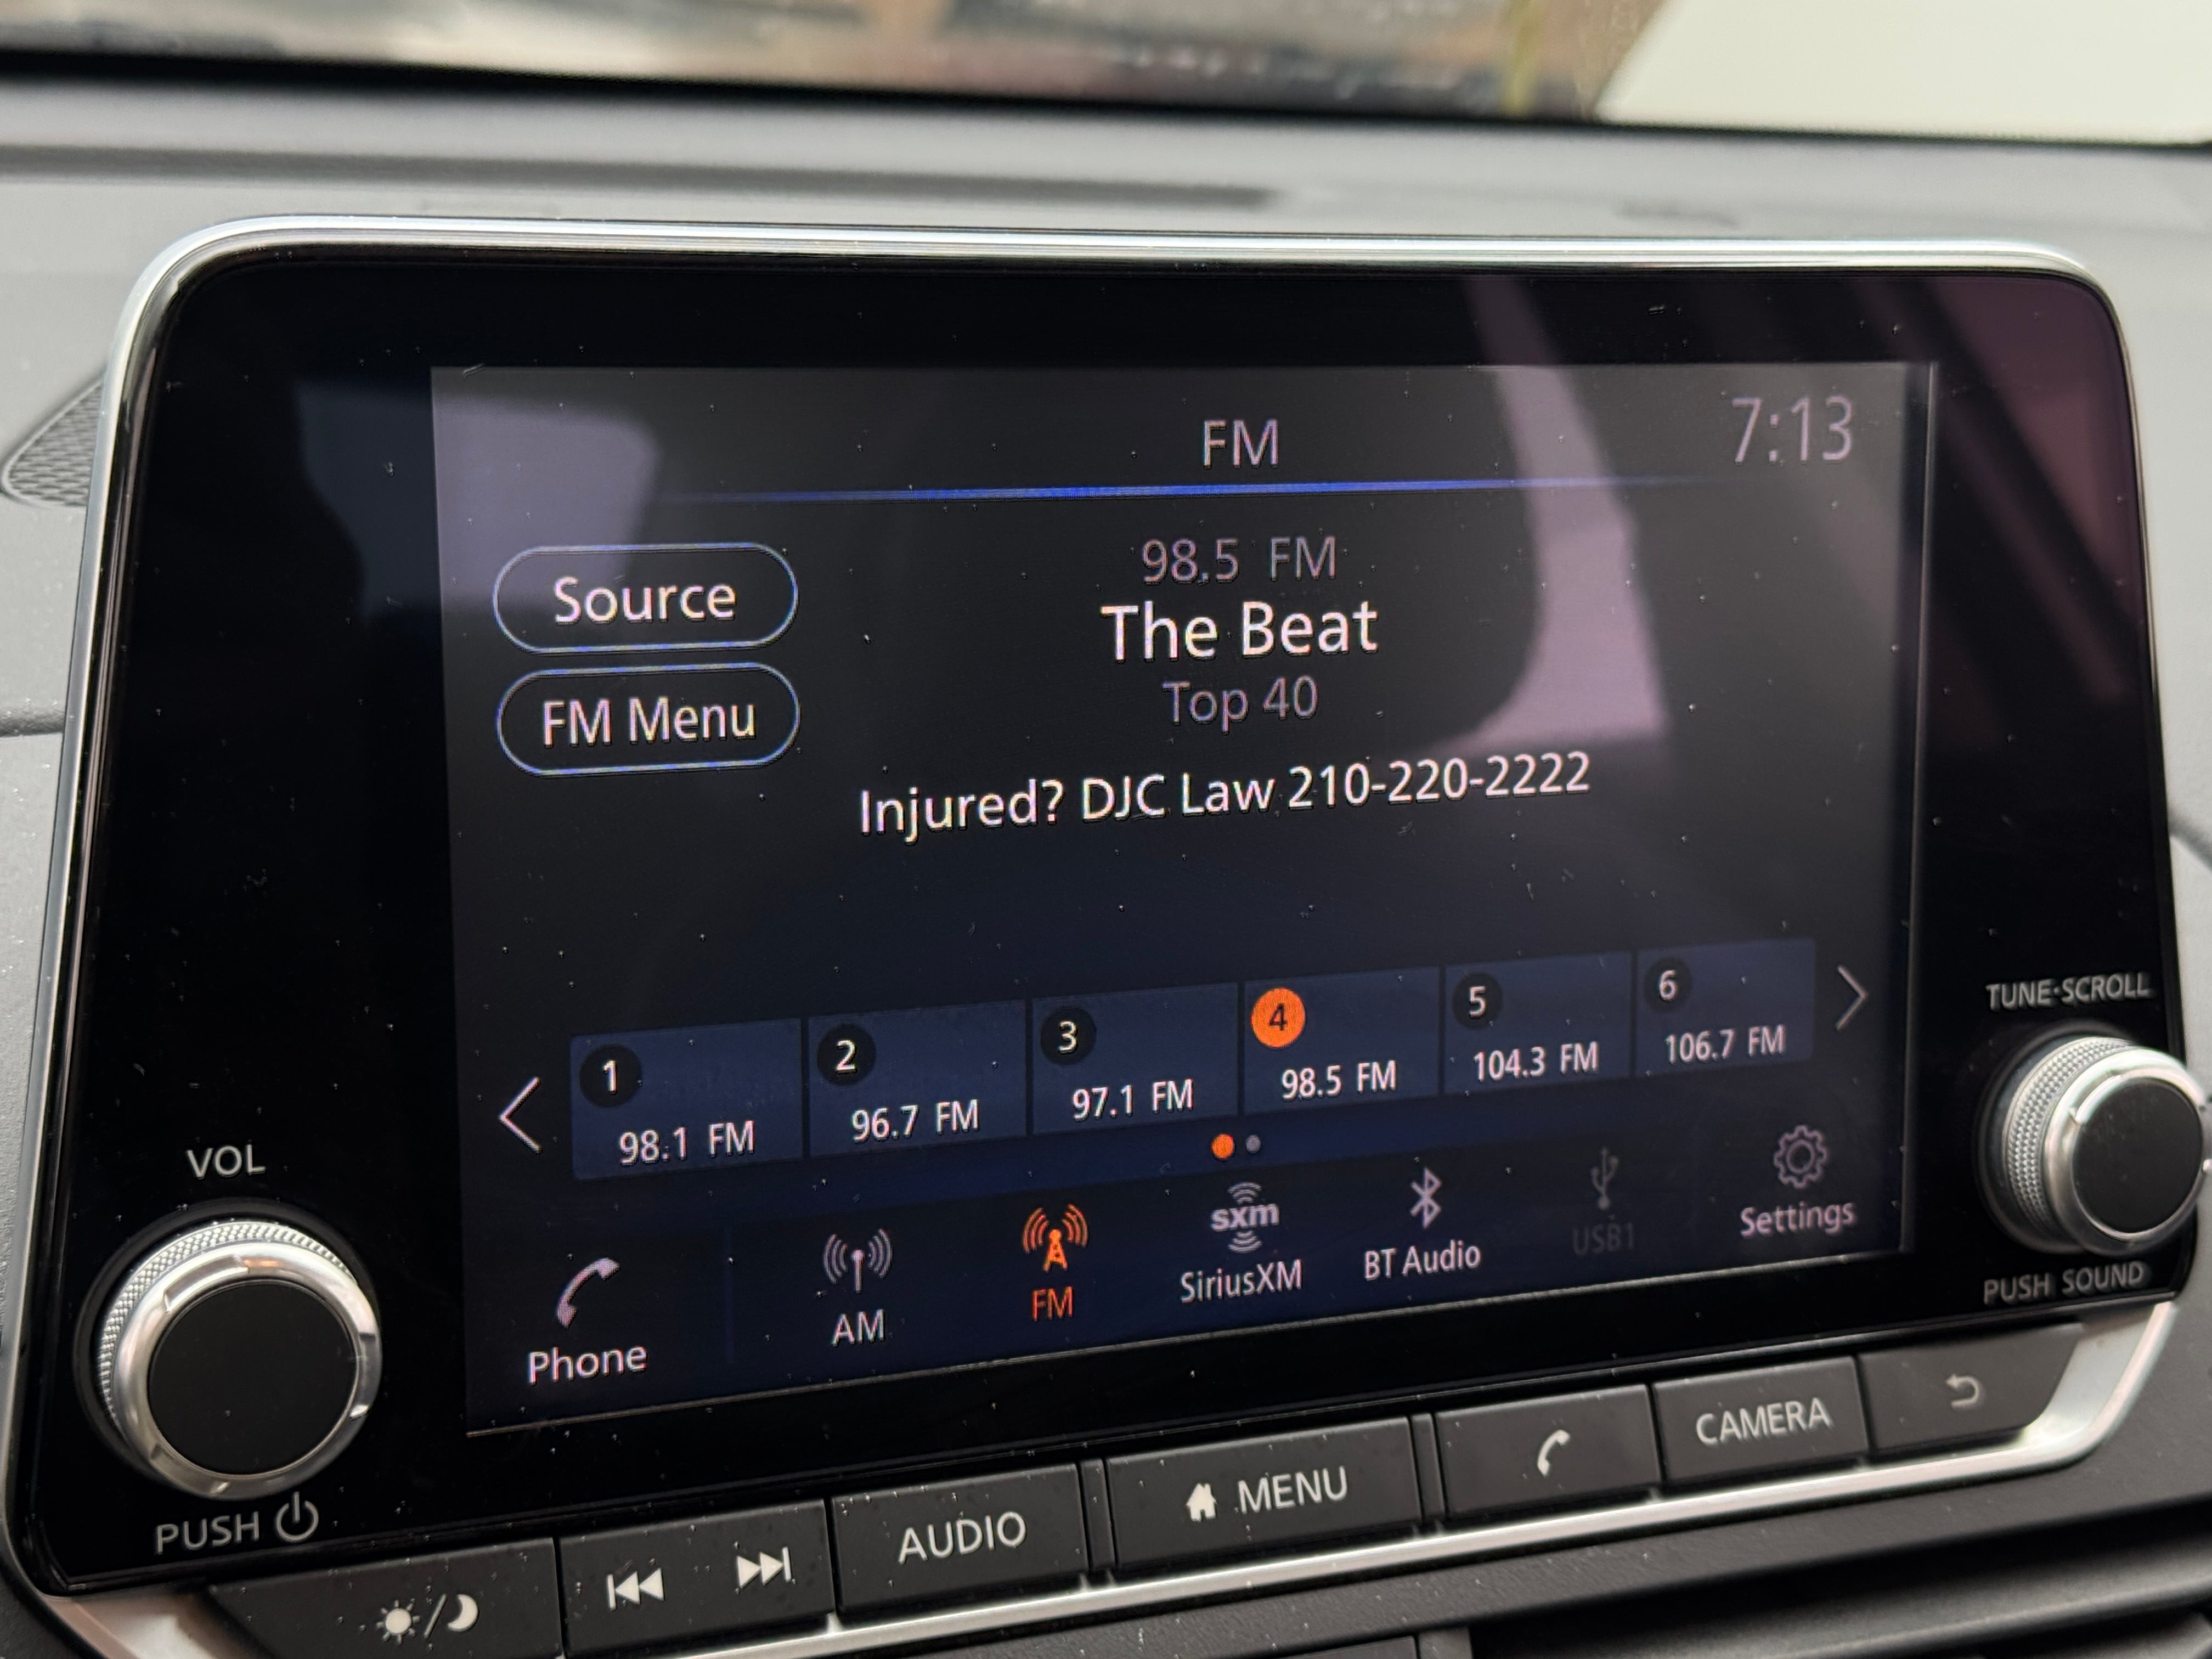 FM
7:13
Source
98.5 FM
The Beat
FM Menu
Top 40
Injured? DJC Law 210-220-2222
1
98.1 FM
2
96.7 FM
3
97.1 FM
4
98.5 FM
5
104.3 FM
6
106.7 FM
Phone
AM
FM
sxm
SiriusXM
BT Audio
USB1
Settings
VOL
PUSH
TUNE·SCROLL
PUSH SOUND
AUDIO
MENU
CAMERA